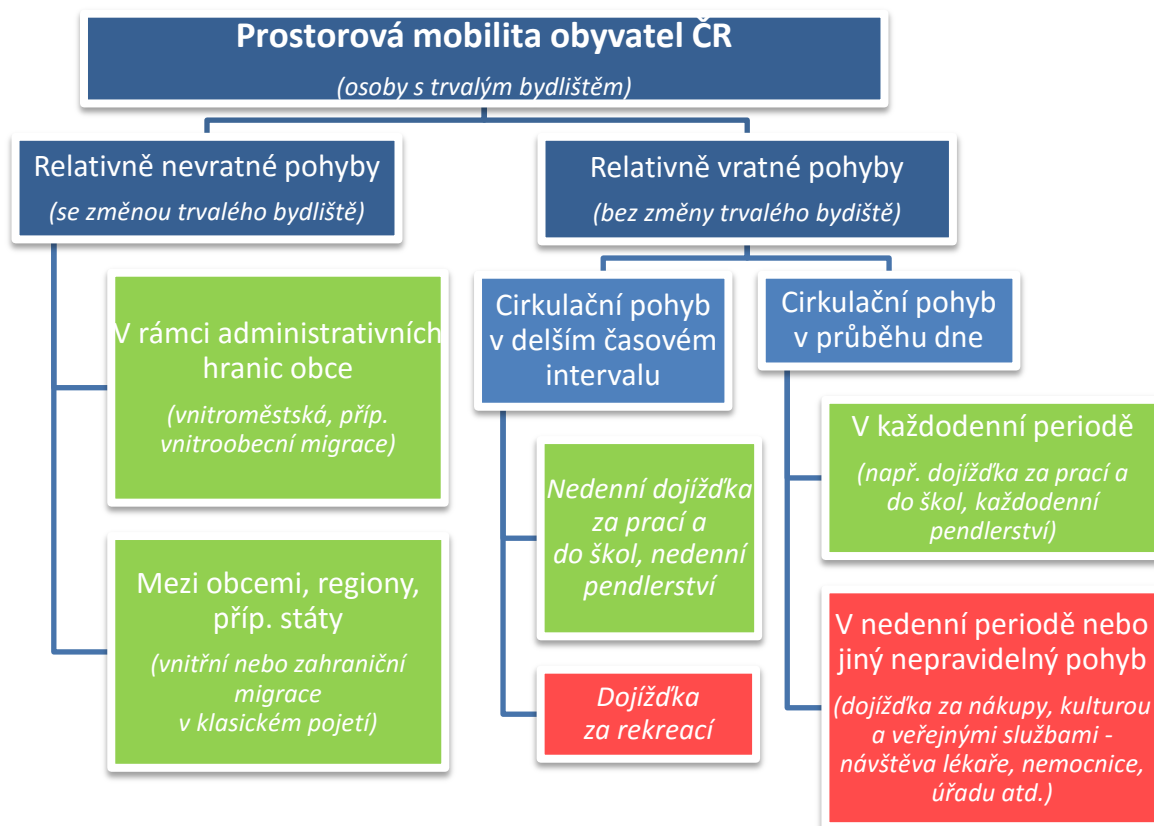 Prostorová mobilita obyvatel ČR
(osoby s trvalým bydlištěm)
Relativně nevratné pohyby
(se změnou trvalého bydliště)
V rámci administrativních
hranic obce
(vnitroměstská, příp.
vnitroobecní migrace)
Mezi obcemi, regiony,
příp. státy
(vnitřní nebo zahraniční
migrace
v klasickém pojetí)
Relativně vratné pohyby
(bez změny trvalého bydiště)
Cirkulační pohyb
v delším časovém
intervalu
Nedenní dojížďka
za prací a
do škol, nedenní
pendlerství
Dojížďka
za rekreací
Cirkulační pohyb
v průběhu dne
V každodenní periodě
(např. dojížďka za prací a
do škol, každodenní
pendlerství)
V nedenní periodě nebo
jiný nepravidelný pohyb
(dojížďka za nákupy, kulturou
a veřejnými službami -
návštěva lékaře, nemocnice,
úřadu atd.)